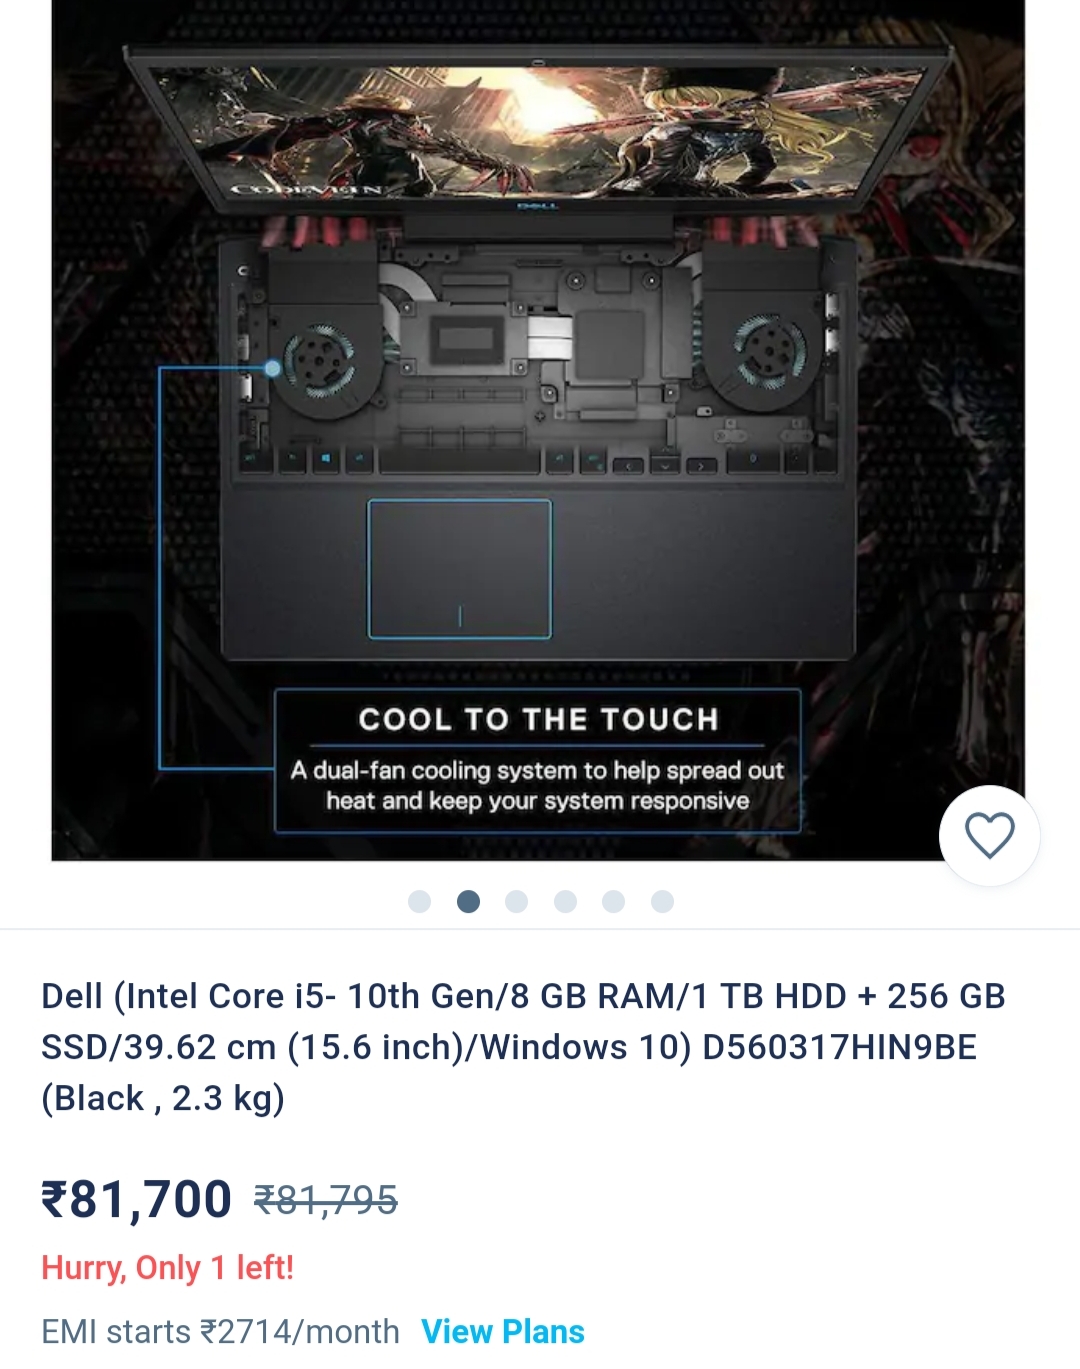 CODE VEIN
DELL
COOL TO THE TOUCH
A dual-fan cooling system to help spread out
heat and keep your system responsive
Dell (Intel Core i5- 10th Gen/8 GB RAM/1 TB HDD + 256 GB
SSD/39.62 cm (15.6 inch)/Windows 10) D560317HIN9BE
(Black , 2.3 kg)
₹81,700 ₹81,795
Hurry, Only 1 left!
EMI starts ₹2714/month View Plans